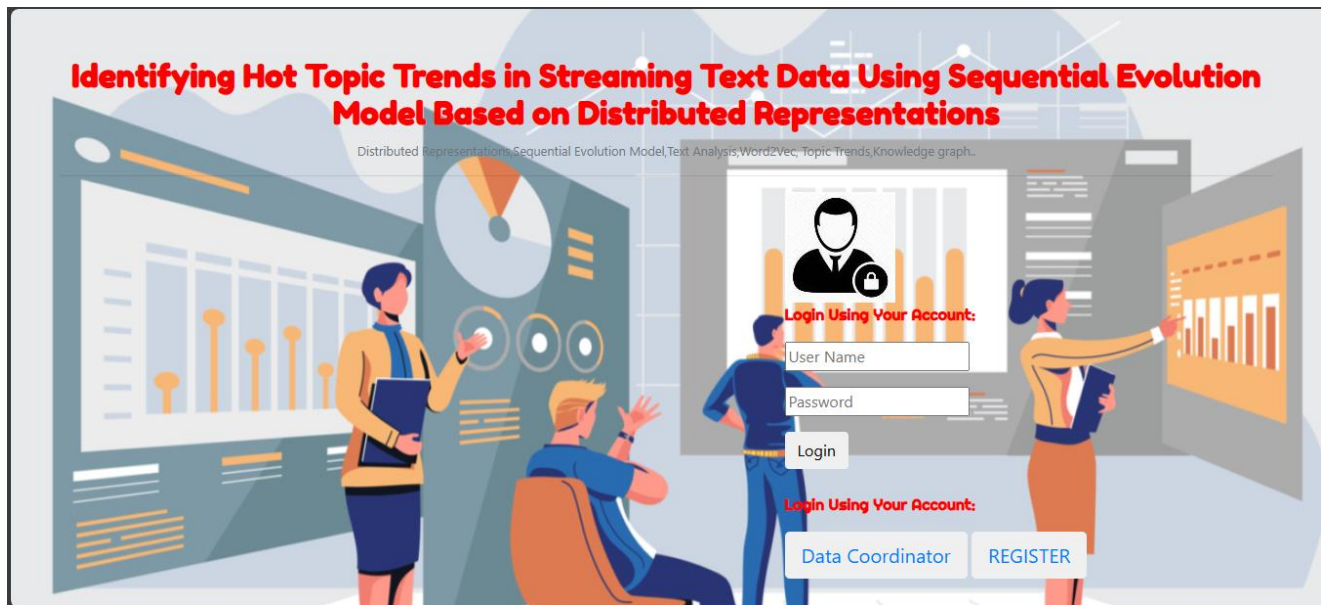 Identifying Hot Topic Trends in Streaming Text Data Using Sequential Evolution
Model Based on Distributed Representations
Distributed Representations,Sequential Evolution Model,Text Analysis,Word2Vec, Topic Trends,Knowledge graph..
Login Using Your Account:
User Name
Password
Login
Login Using Your Account:
Data Coordinator REGISTER